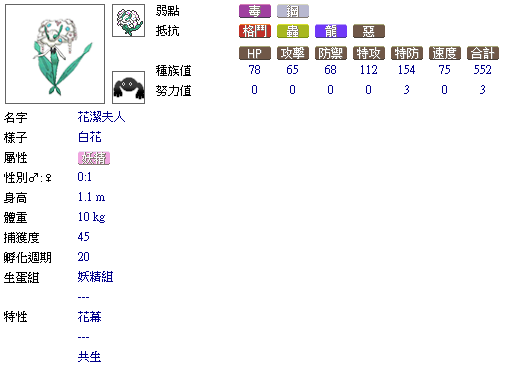 弱點 毒 鋼
抵抗 格鬥 蟲 龍 惡
HP 攻擊 防禦 特攻 特防 速度 合計
種族值 78 65 68 112 154 75 552
努力值 0 0 0 0 3 0 3
名字 花潔夫人
樣子 白花
屬性 妖精
性別♂:♀ 0:1
身高 1.1 m
體重 10 kg
捕獲度 45
孵化週期 20
生蛋組 妖精組
---
特性 花幕
---
共生